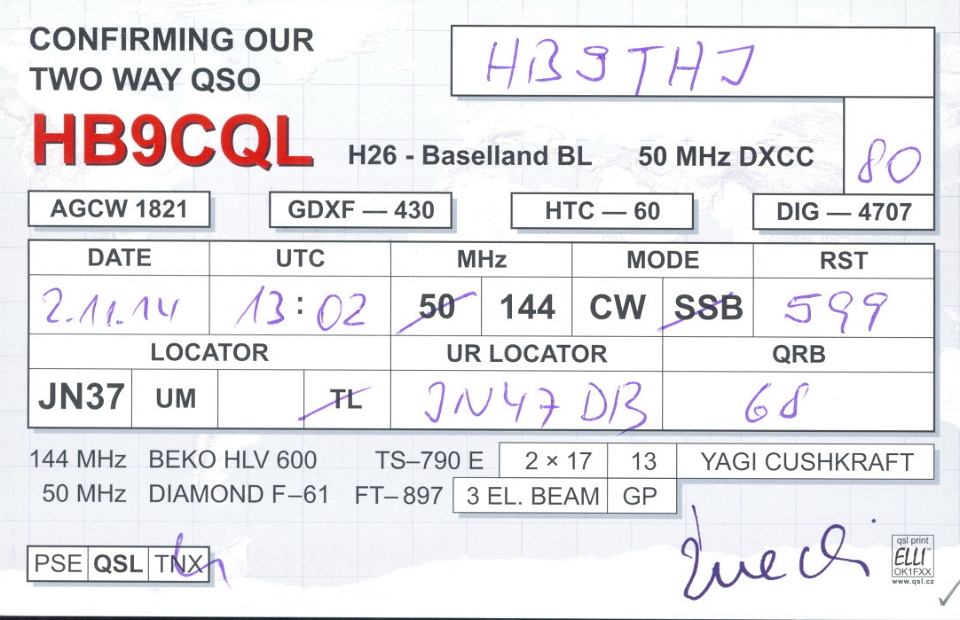 CONFIRMING OUR
TWO WAY QSO
HB9THJ
HB9CQL
H26 - Baselland BL 50 MHz DXCC 80
AGCW 1821 GDXF — 430 HTC — 60 DIG — 4707
DATE UTC MHz MODE RST
2.11.14 13:02 50 144 CW SSB 599
LOCATOR UR LOCATOR QRB
JN37 UM TL JN47DB 68
144 MHz BEKO HLV 600 TS–790 E 2 × 17 13 YAGI CUSHKRAFT
50 MHz DIAMOND F–61 FT–897 3 EL. BEAM GP
PSE QSL TNX
qsl print
ELLI™
OK1FXX
www.qsl.cz